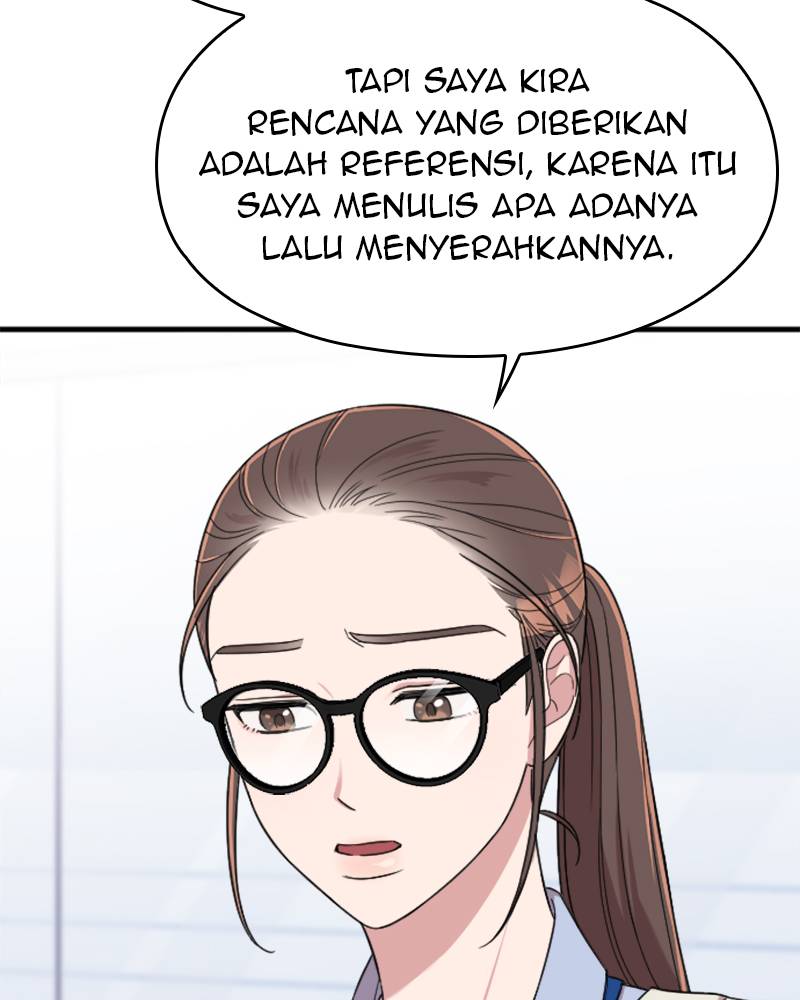 TAPI SAYA KIRA
RENCANA YANG DIBERIKAN
ADALAH REFERENSI, KARENA ITU
SAYA MENULIS APA ADANYA
LALU MENYERAHKANNYA.